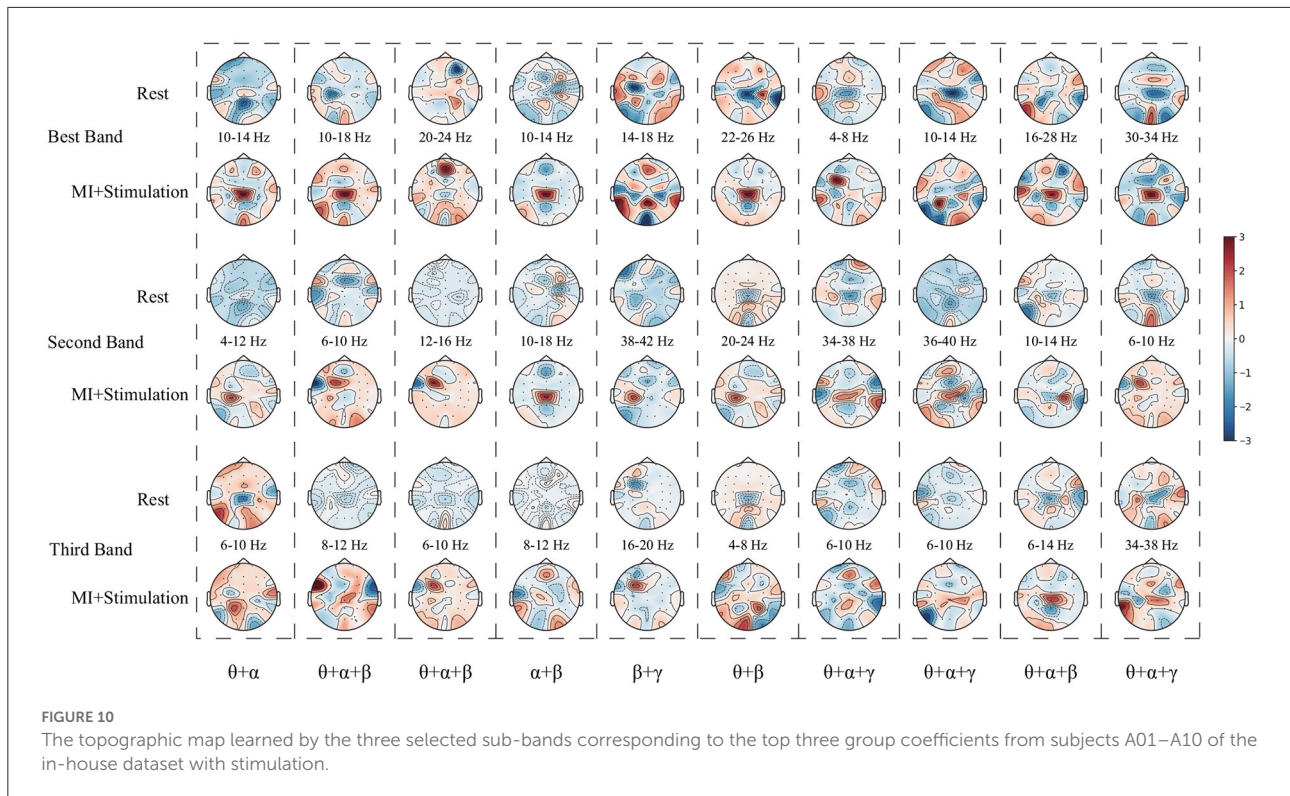 Rest
Best Band
10-14 Hz 10-18 Hz 20-24 Hz 10-14 Hz 14-18 Hz 22-26 Hz 4-8 Hz 10-14 Hz 16-28 Hz 30-34 Hz
MI+Stimulation
Rest
Second Band
4-12 Hz 6-10 Hz 12-16 Hz 10-18 Hz 38-42 Hz 20-24 Hz 34-38 Hz 36-40 Hz 10-14 Hz 6-10 Hz
MI+Stimulation
Rest
Third Band
6-10 Hz 8-12 Hz 6-10 Hz 8-12 Hz 16-20 Hz 4-8 Hz 6-10 Hz 6-10 Hz 6-14 Hz 34-38 Hz
MI+Stimulation
3
2
1
0
−1
−2
−3
θ+α θ+α+β θ+α+β α+β β+γ θ+β θ+α+γ θ+α+γ θ+α+β θ+α+γ
FIGURE 10
The topographic map learned by the three selected sub-bands corresponding to the top three group coefficients from subjects A01–A10 of the
in-house dataset with stimulation.